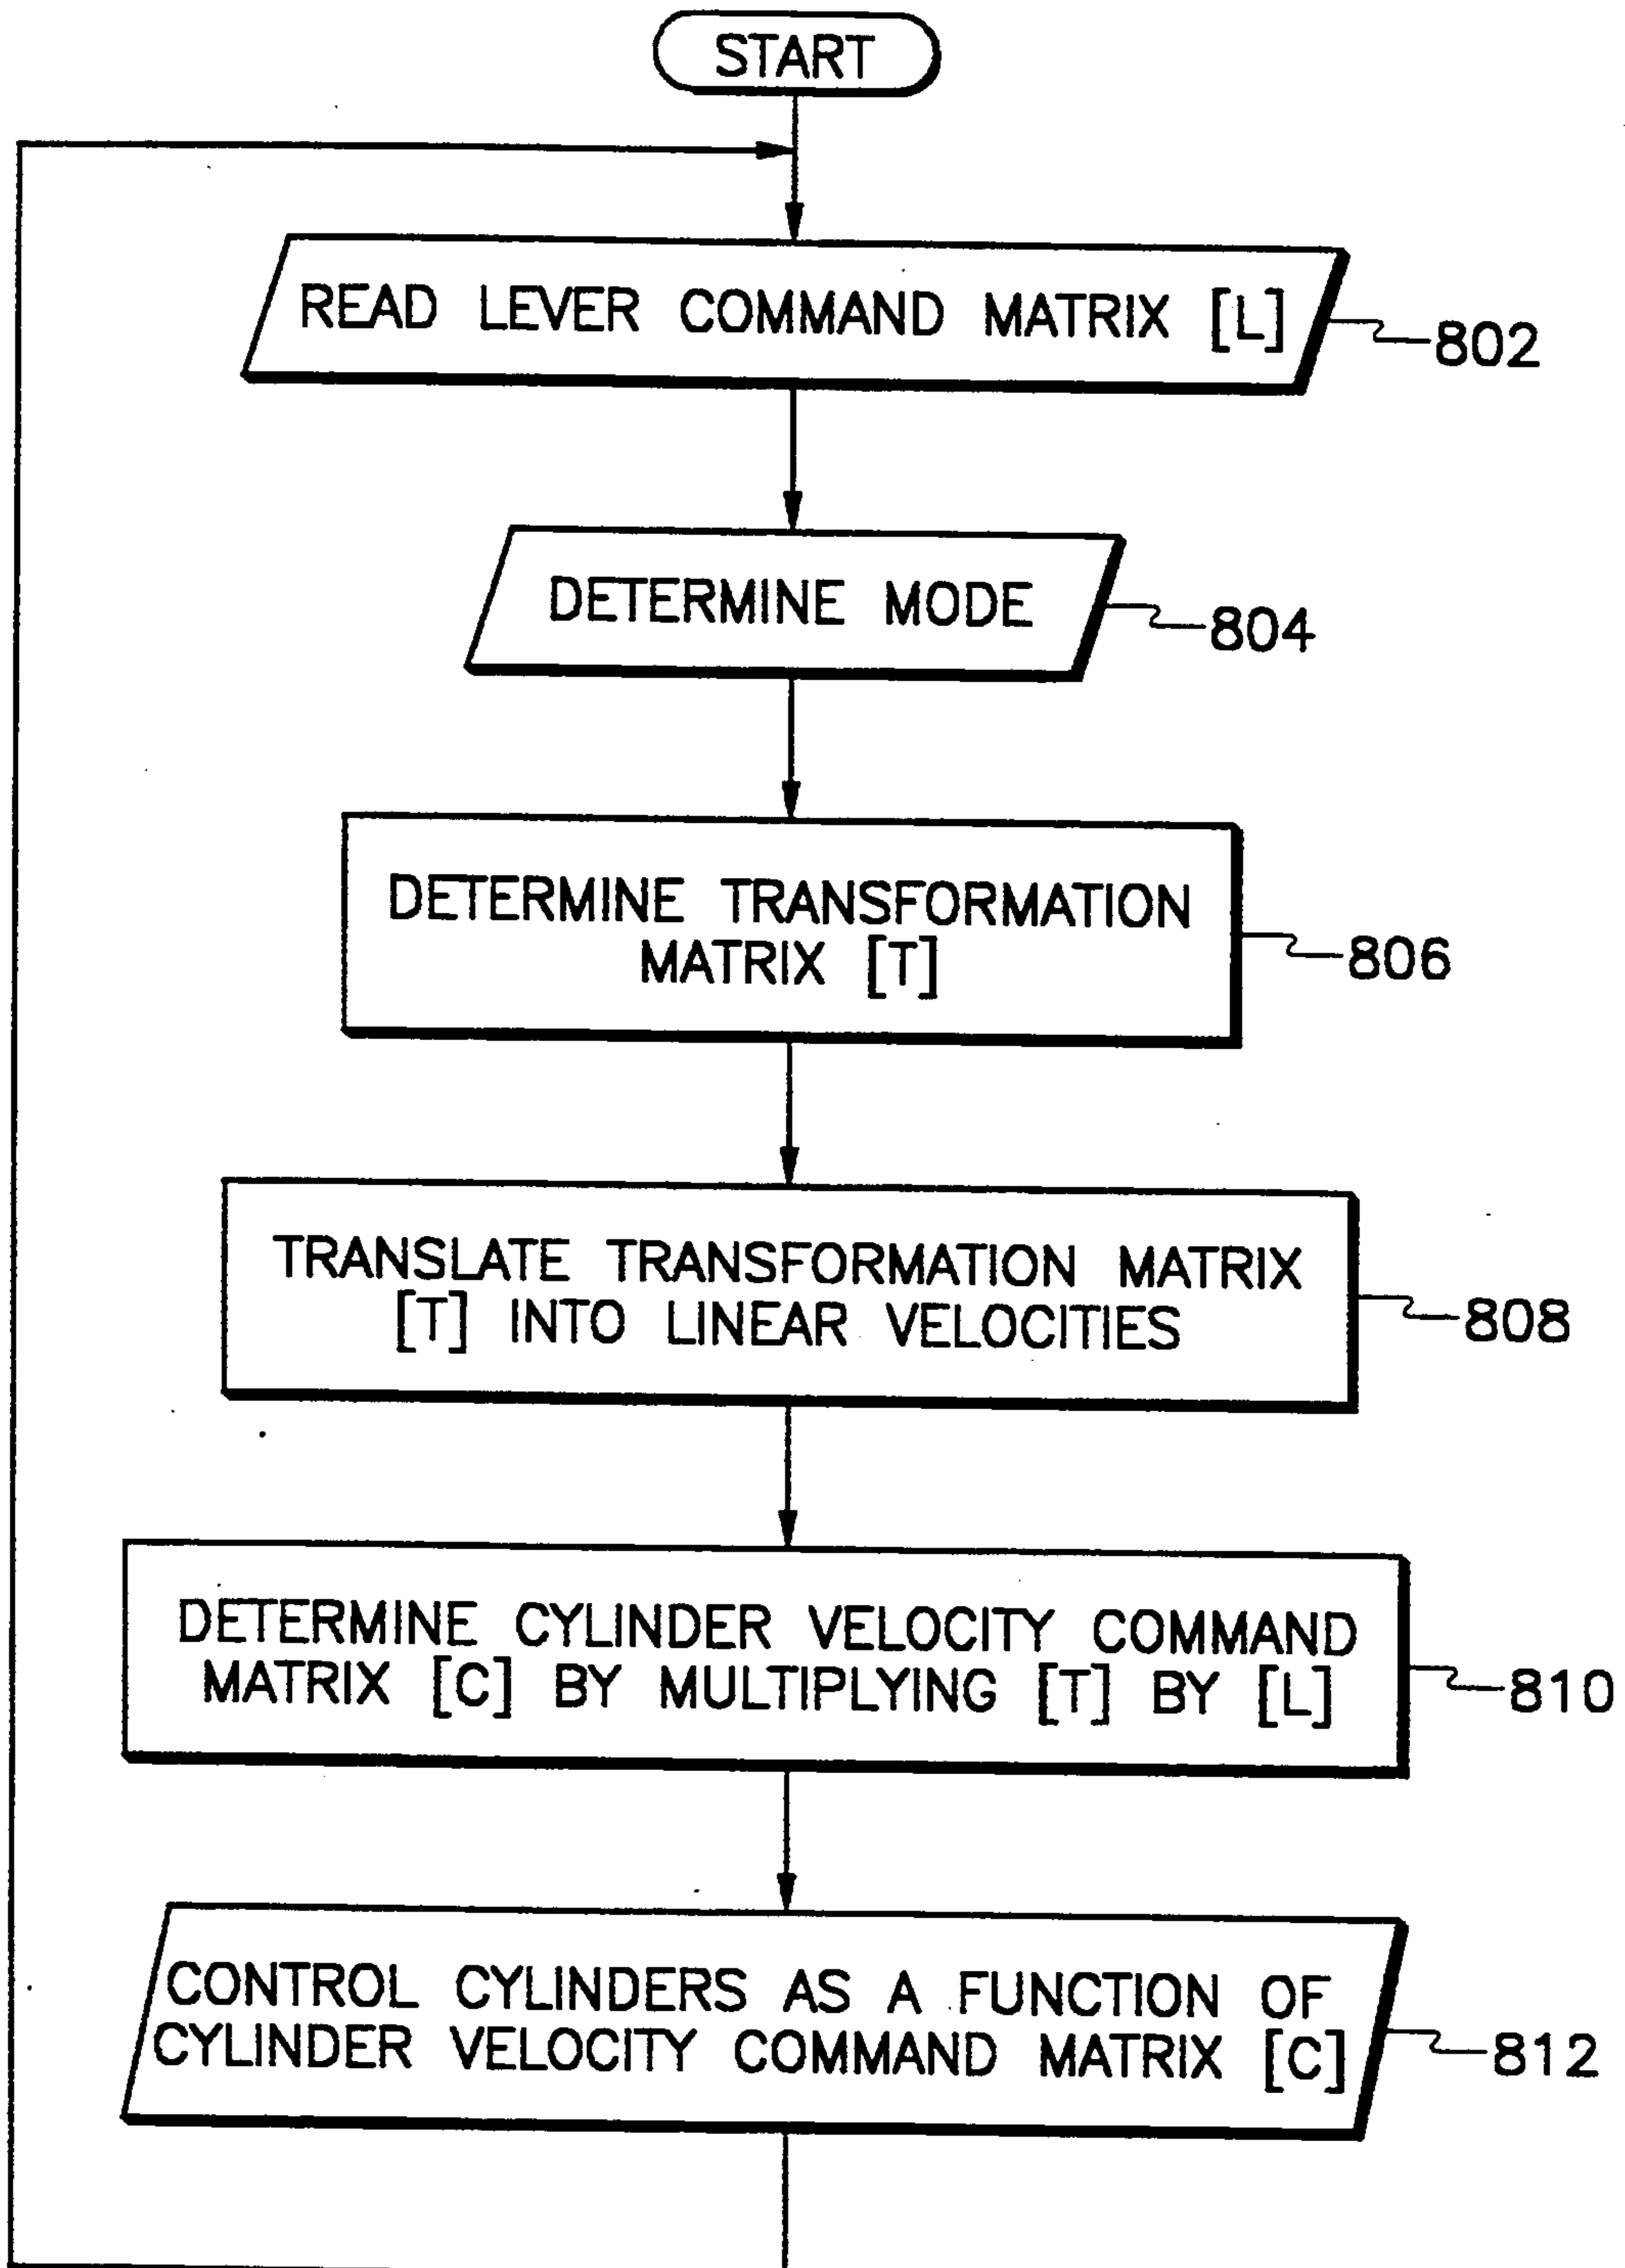 START
READ LEVER COMMAND MATRIX [L]
802
DETERMINE MODE
804
DETERMINE TRANSFORMATION
MATRIX [T]
806
TRANSLATE TRANSFORMATION MATRIX
[T] INTO LINEAR VELOCITIES
808
DETERMINE CYLINDER VELOCITY COMMAND
MATRIX [C] BY MULTIPLYING [T] BY [L]
810
CONTROL CYLINDERS AS A FUNCTION OF
CYLINDER VELOCITY COMMAND MATRIX [C]
812